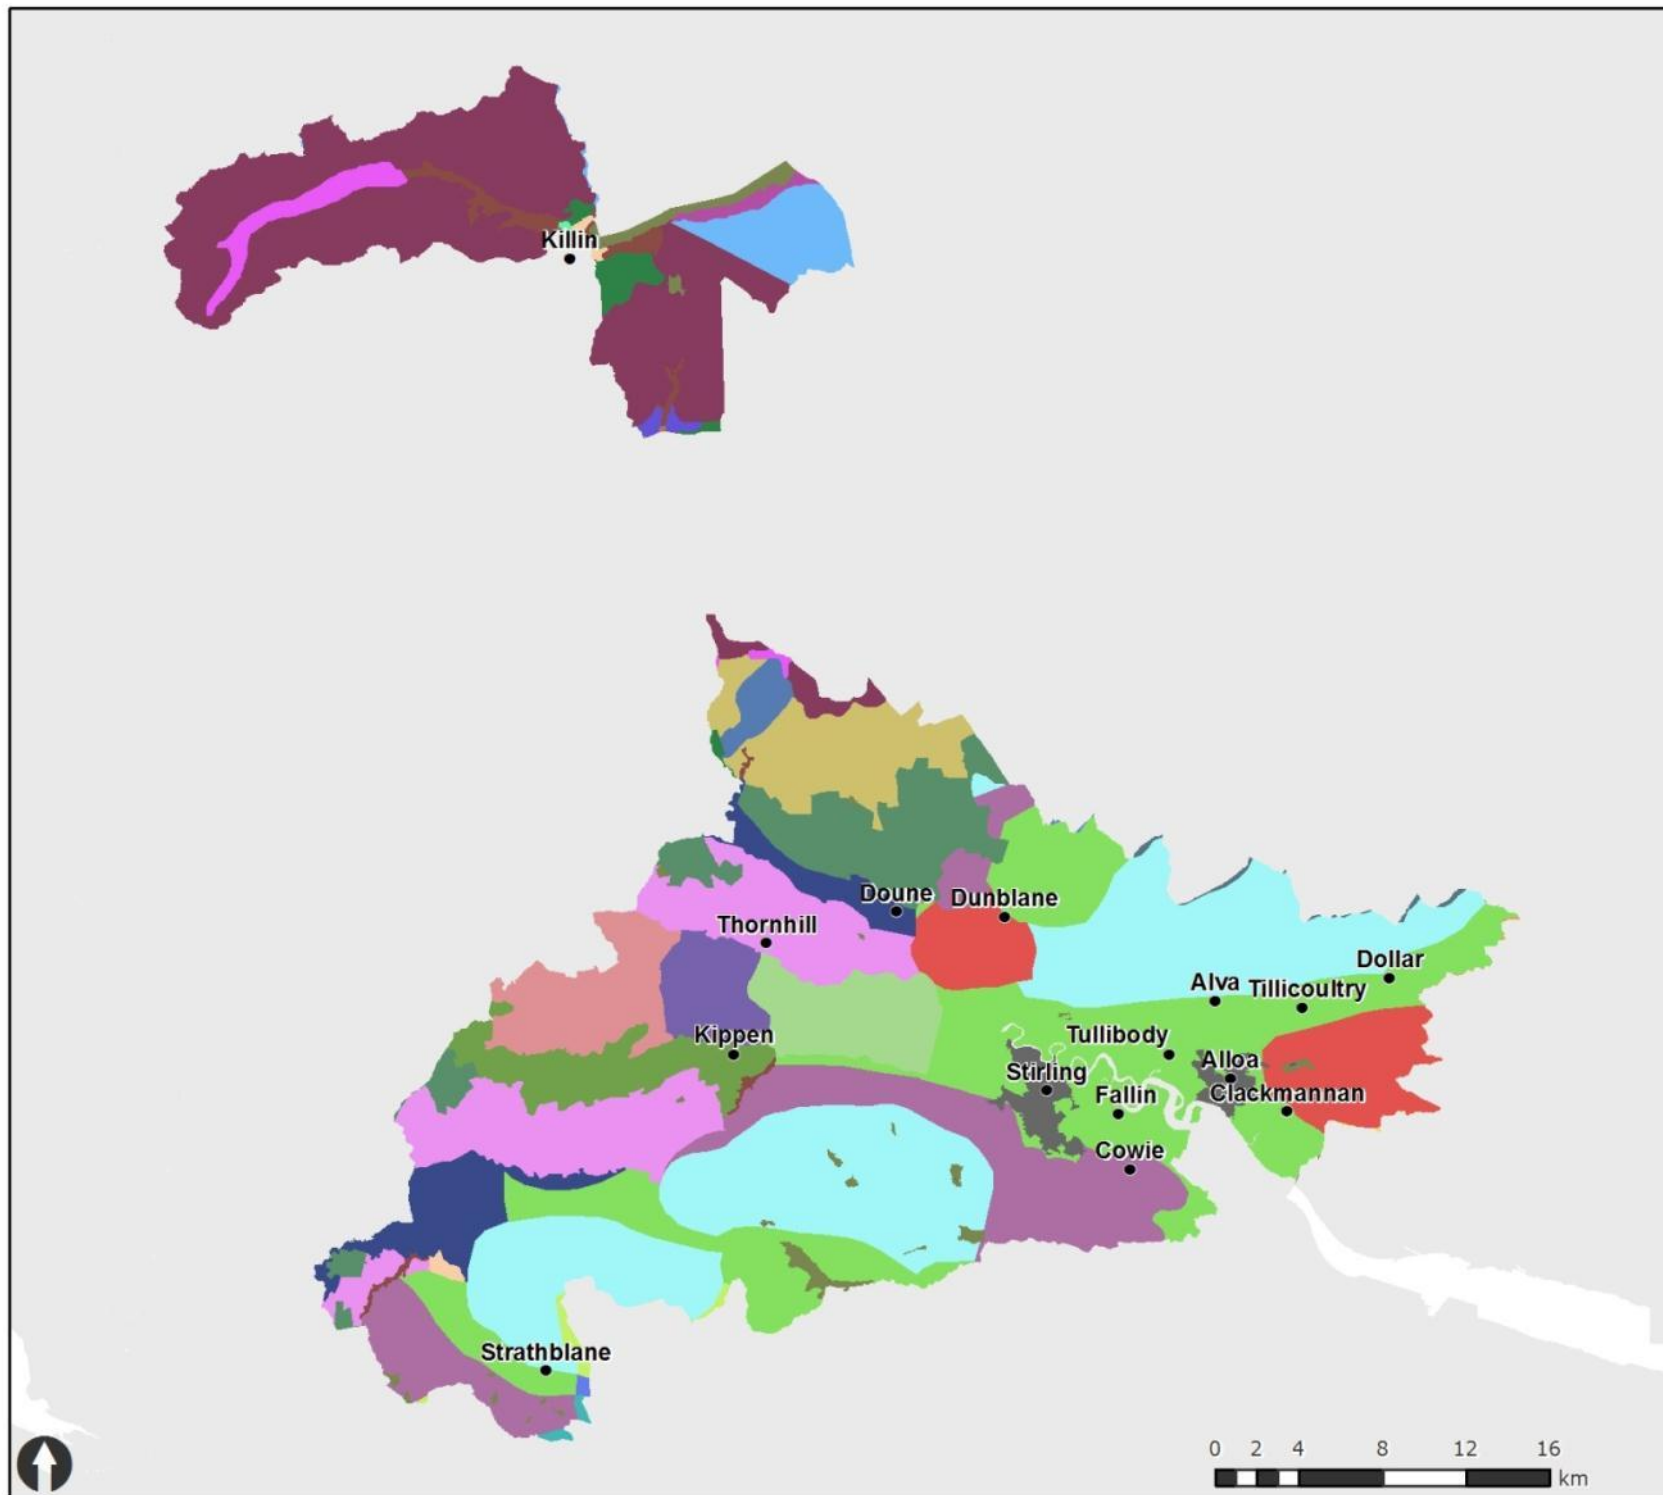 Killin
Doune
Dunblane
Thornhill
Dollar
Alva
Tillicoultry
Kippen
Tullibody
Alloa
Stirling
Fallin
Clackmannan
Cowie
Strathblane
0 2 4 8 12 16
km